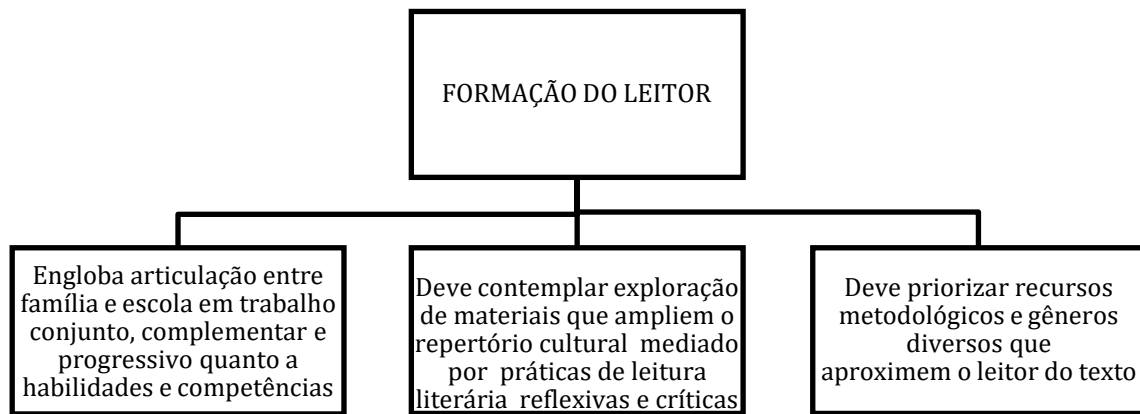 FORMAÇÃO DO LEITOR
Engloba articulação entre
família e escola em trabalho
conjunto, complementar e
progressivo quanto a
habilidades e competências
Deve contemplar exploração
de materiais que ampliem o
repertório cultural mediado
por práticas de leitura
literária reflexivas e críticas
Deve priorizar recursos
metodológicos e gêneros
diversos que
aproximem o leitor do texto